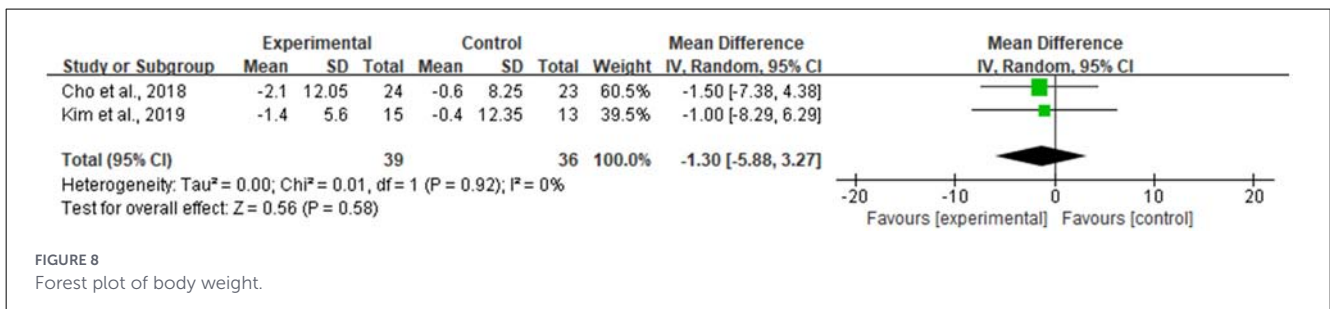 Experimental Control Mean Difference Mean Difference
Study or Subgroup Mean SD Total Mean SD Total Weight IV, Random, 95% CI IV, Random, 95% CI
Cho et al., 2018 -2.1 12.05 24 -0.6 8.25 23 60.5% -1.50 [-7.38, 4.38]
Kim et al., 2019 -1.4 5.6 15 -0.4 12.35 13 39.5% -1.00 [-8.29, 6.29]
Total (95% CI) 39 36 100.0% -1.30 [-5.88, 3.27]
Heterogeneity: Tau² = 0.00; Chi² = 0.01, df = 1 (P = 0.92); I² = 0%
Test for overall effect: Z = 0.56 (P = 0.58)
-20 -10 0 10 20
Favours [experimental] Favours [control]
FIGURE 8
Forest plot of body weight.